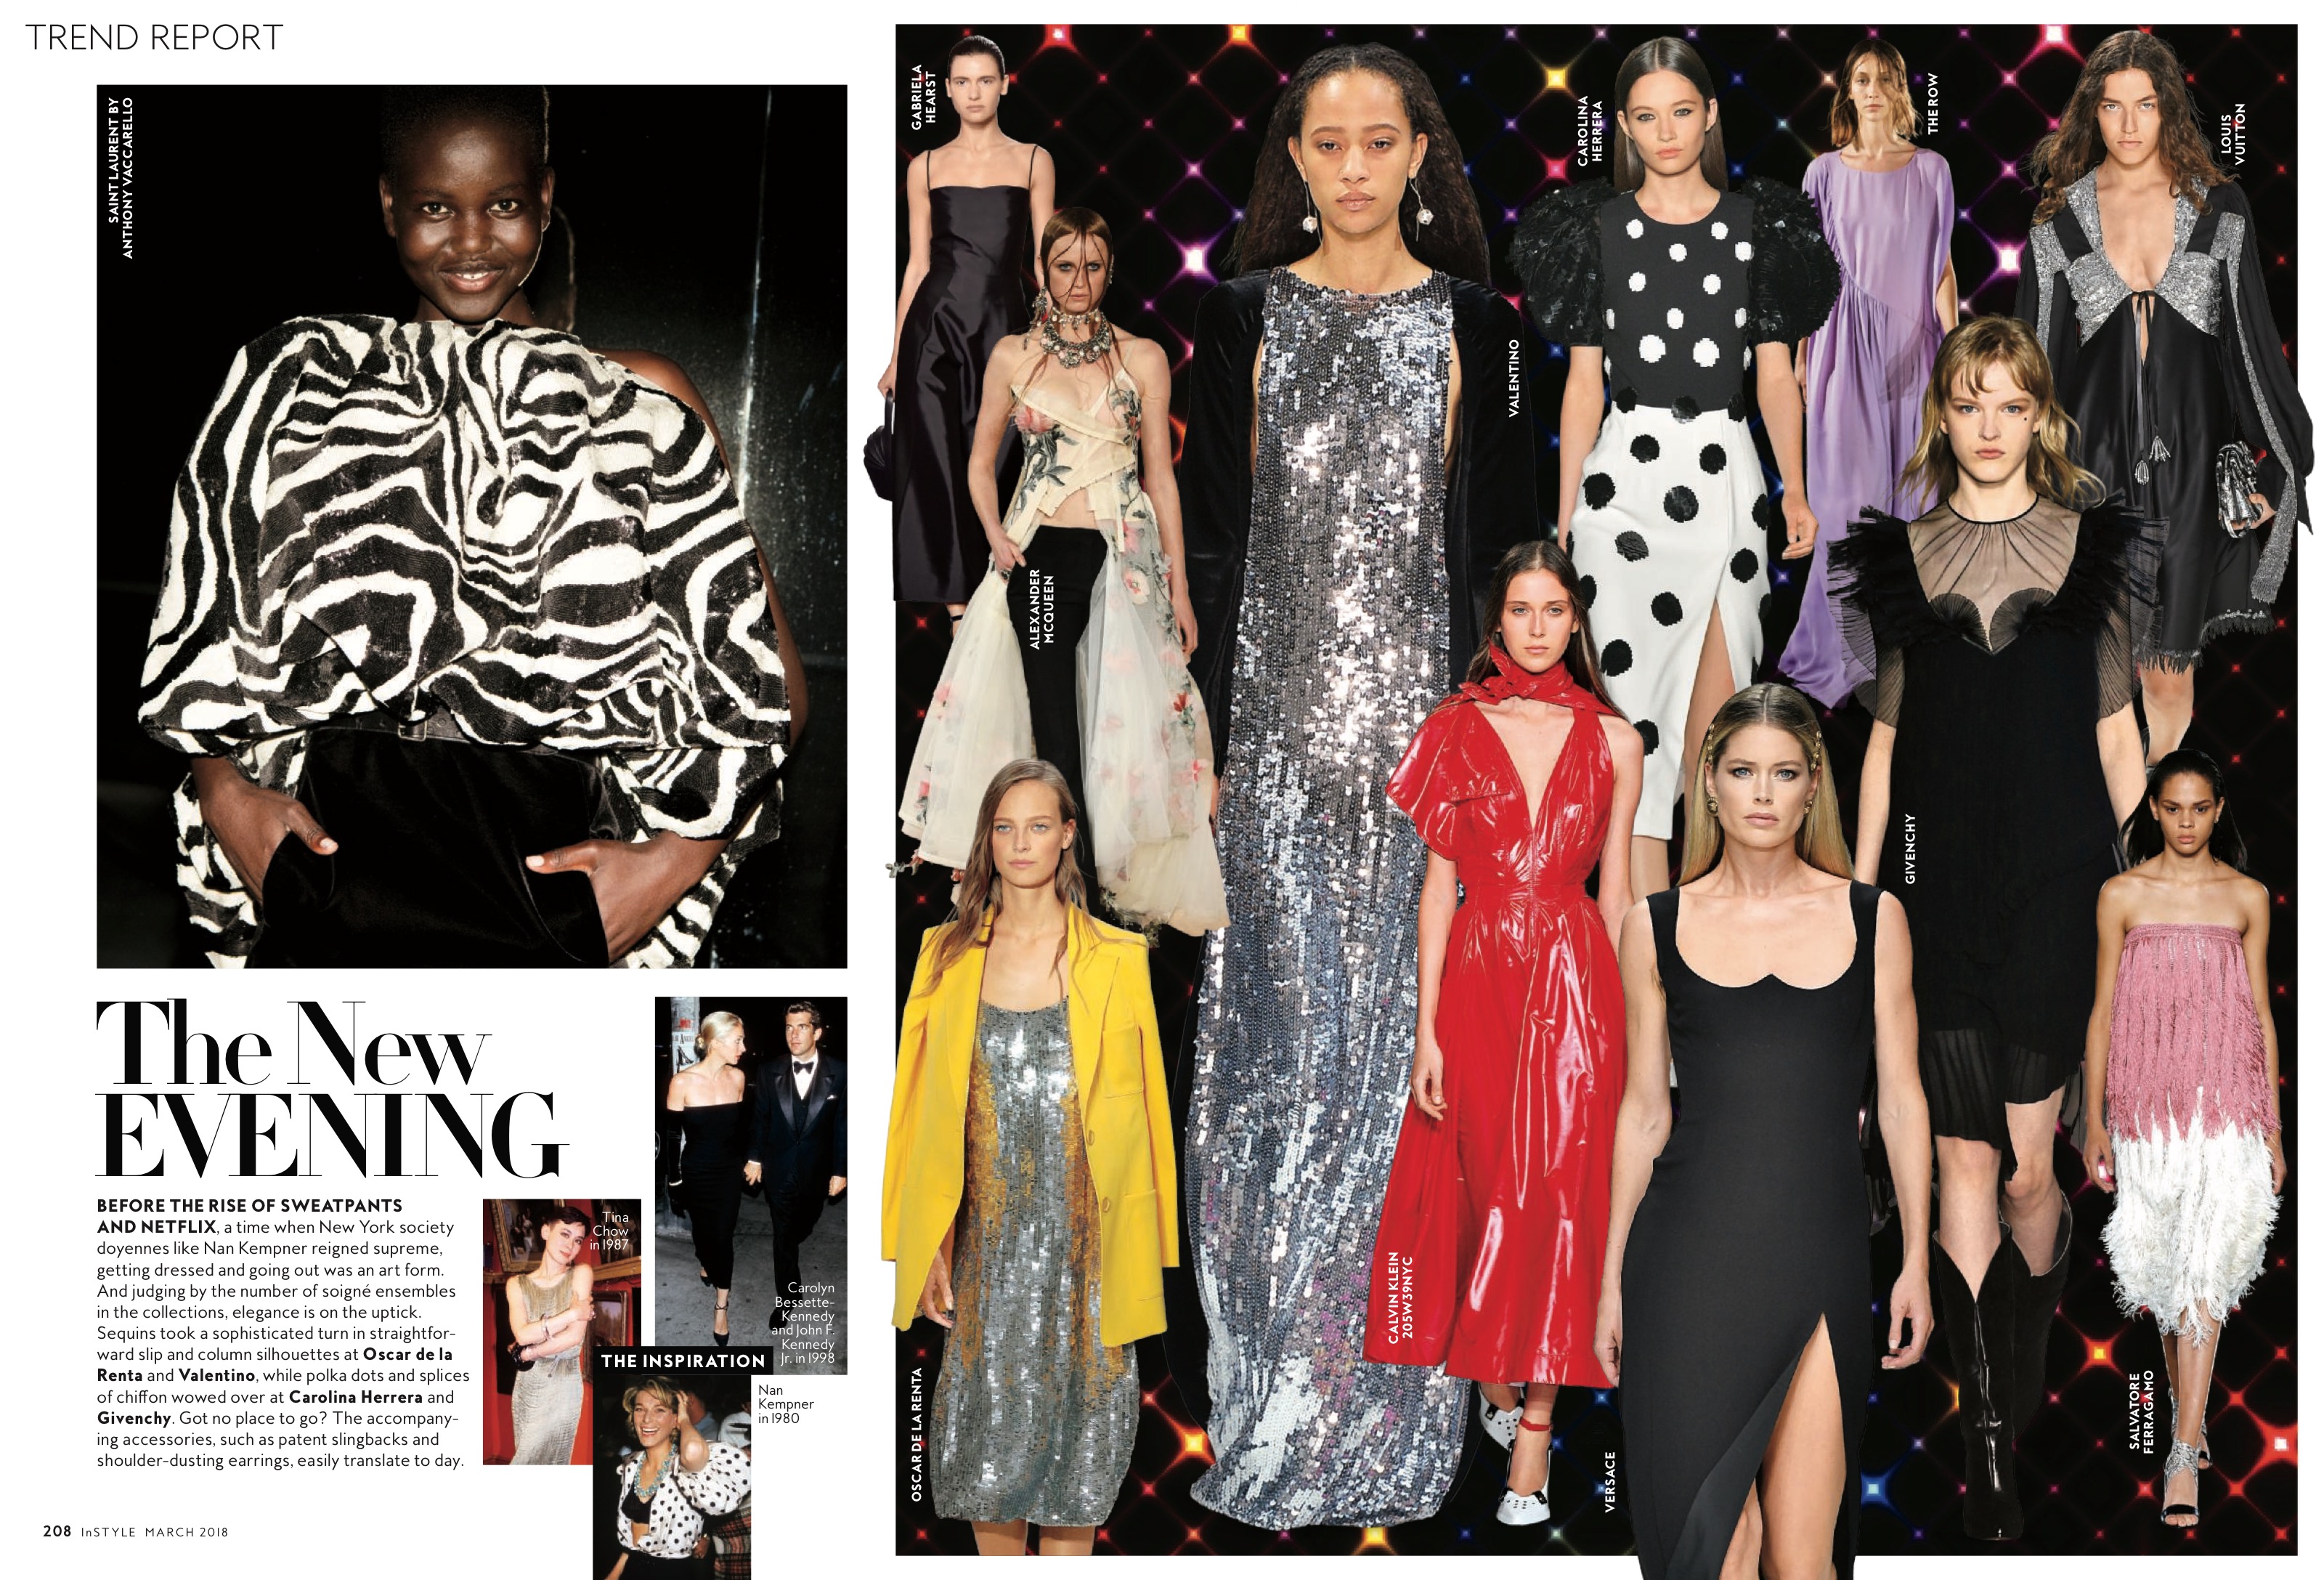 TREND REPORT
SAINT LAURENT BY
ANTHONY VACCARELLO
The New
EVENING
BEFORE THE RISE OF SWEATPANTS
AND NETFLIX, a time when New York society
doyennes like Nan Kempner reigned supreme,
getting dressed and going out was an art form.
And judging by the number of soigné ensembles
in the collections, elegance is on the uptick.
Sequins took a sophisticated turn in straightfor-
ward slip and column silhouettes at Oscar de la
Renta and Valentino, while polka dots and splices
of chiffon wowed over at Carolina Herrera and
Givenchy. Got no place to go? The accompany-
ing accessories, such as patent slingbacks and
shoulder-dusting earrings, easily translate to day.
Tina
Chow
in 1987
Carolyn
Bessette-
Kennedy
and John F.
Kennedy
Jr. in 1998
THE INSPIRATION
Nan
Kempner
in 1980
208 InSTYLE MARCH 2018
GABRIELA
HEARST
ALEXANDER
MCQUEEN
VALENTINO
CAROLINA
HERRERA
THE ROW
LOUIS
VUITTON
GIVENCHY
OSCAR DE LA RENTA
CALVIN KLEIN
205W39NYC
VERSACE
SALVATORE
FERRAGAMO